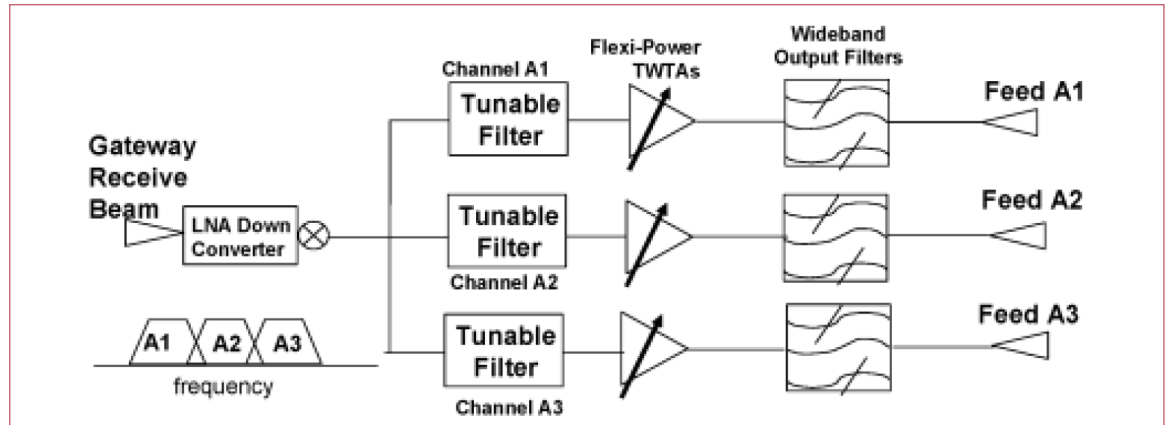 Wideband
Output Filters
Flexi-Power
TWTAs
Channel A1
Tunable
Filter
Feed A1
Gateway
Receive
Beam
LNA Down
Converter
Tunable
Filter
Channel A2
Feed A2
A1 A2 A3
frequency
Tunable
Filter
Channel A3
Feed A3